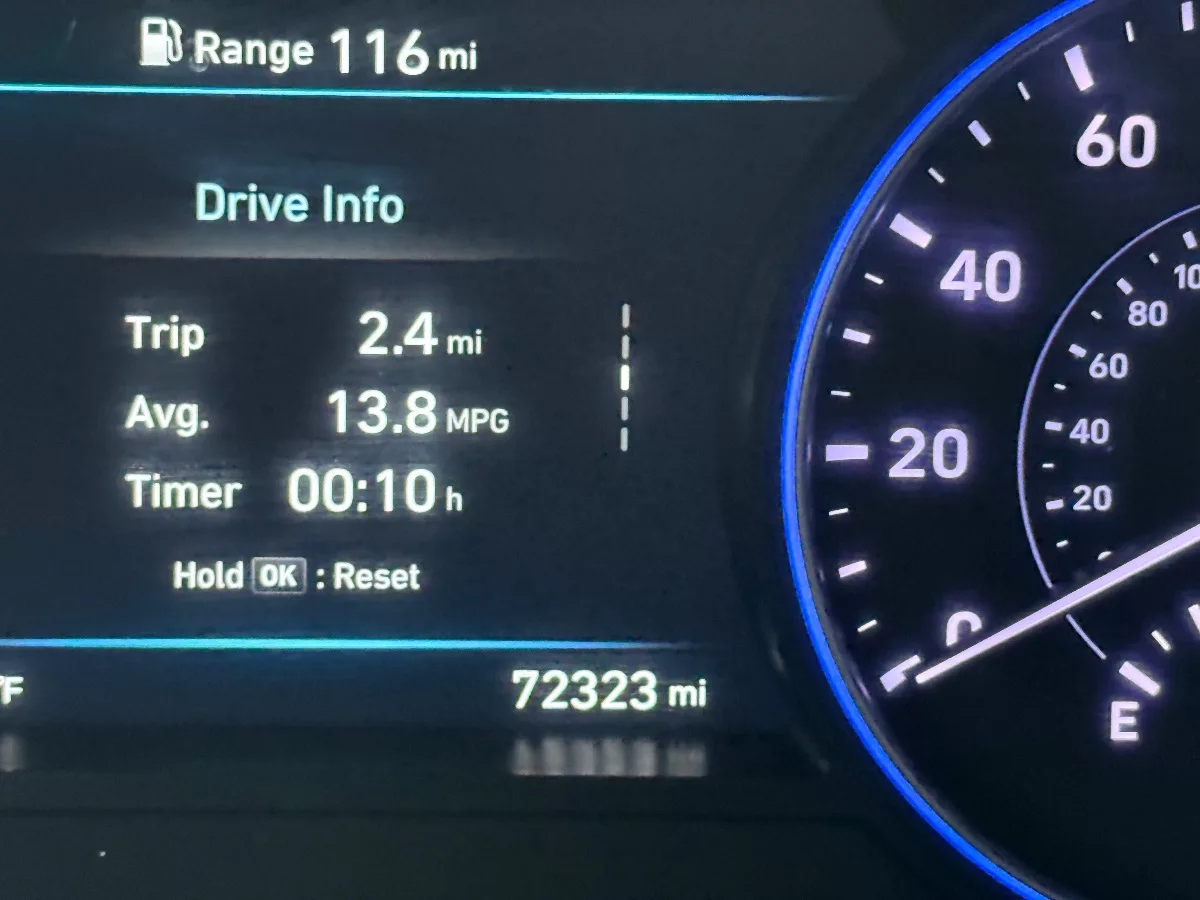 Range 116 mi
Drive Info
Trip 2.4 mi
Avg. 13.8 MPG
Timer 00:10 h
Hold OK : Reset
°F
72323 mi
60
40
20
0
80
60
40
20
E